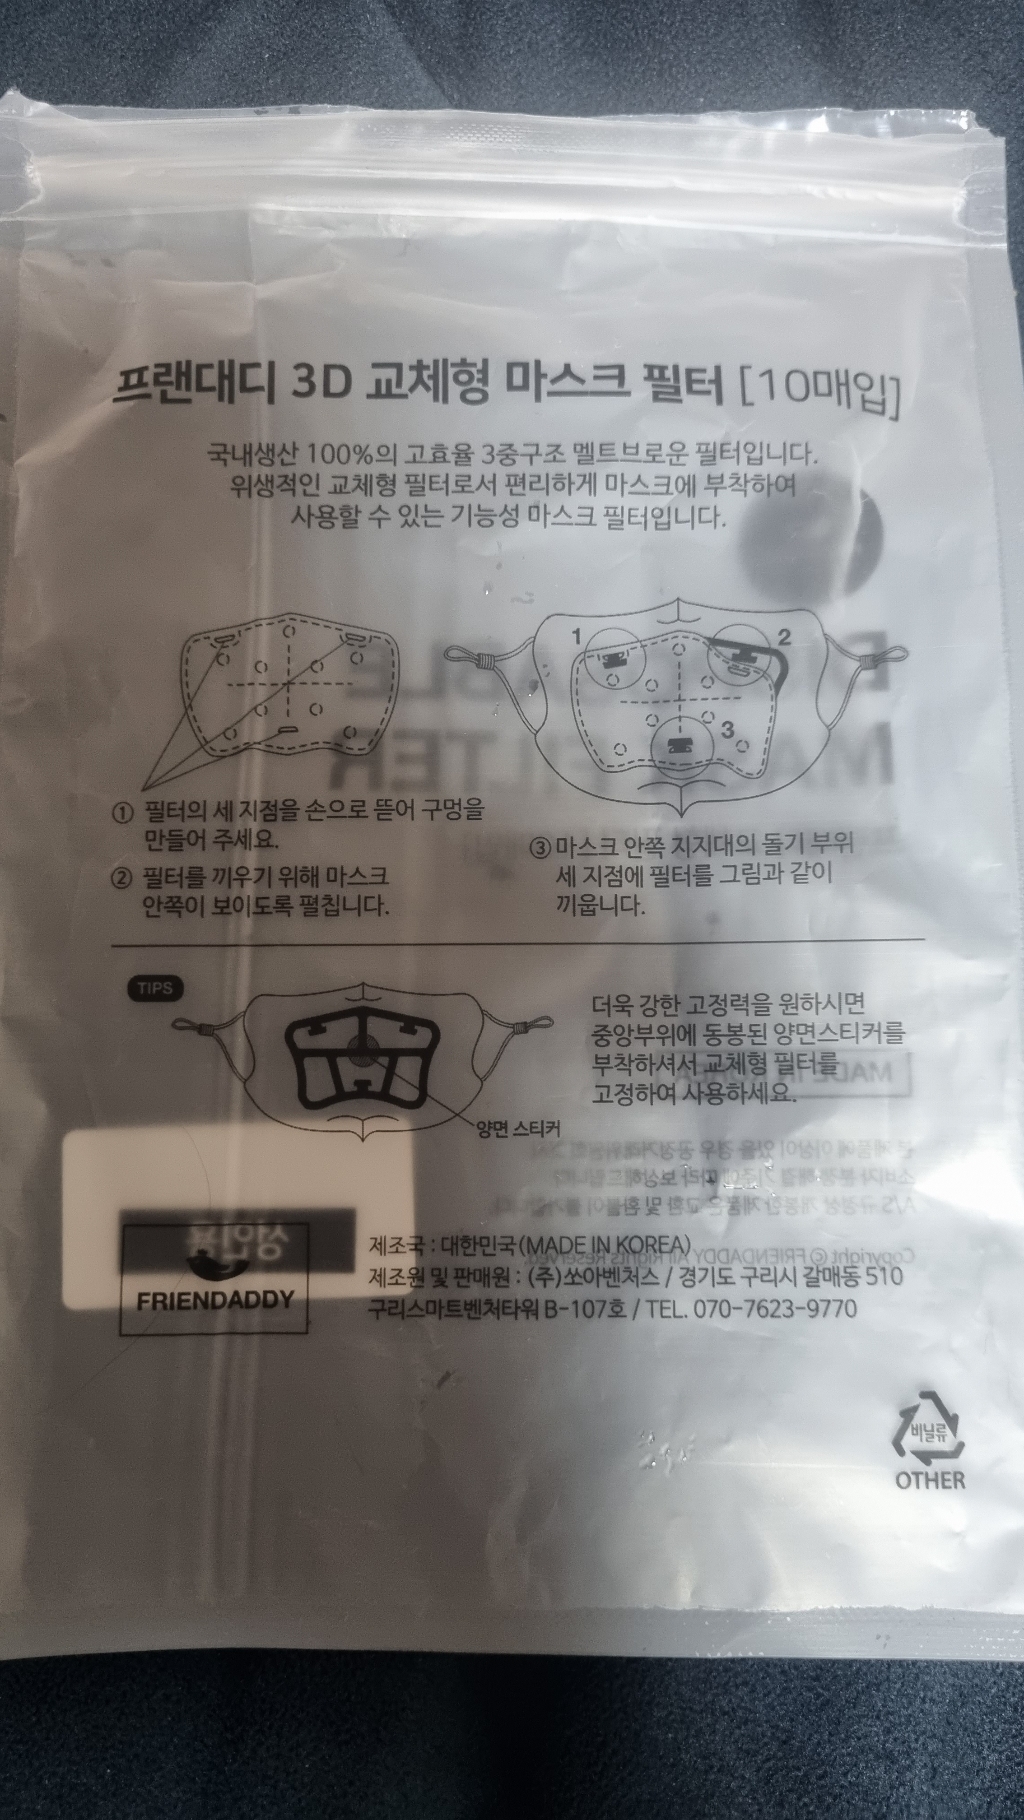 프랜대디 3D 교체형 마스크 필터 [10매입]
국내생산 100%의 고효율 3중구조 멜트브로운 필터입니다.
위생적인 교체형 필터로서 편리하게 마스크에 부착하여
사용할 수 있는 기능성 마스크 필터입니다.
1
2
3
① 필터의 세 지점을 손으로 뜯어 구멍을
만들어 주세요.
② 필터를 끼우기 위해 마스크
안쪽이 보이도록 펼칩니다.
③ 마스크 안쪽 지지대의 돌기 부위
세 지점에 필터를 그림과 같이
끼웁니다.
TIPS
더욱 강한 고정력을 원하시면
중앙부위에 동봉된 양면스티커를
부착하셔서 교체형 필터를
고정하여 사용하세요.
양면 스티커
FRIENDADDY
제조국 : 대한민국(MADE IN KOREA)
제조원 및 판매원 : (주)쏘아벤처스 / 경기도 구리시 갈매동 510
구리스마트벤처타워 B-107호 / TEL. 070-7623-9770
비닐류
OTHER